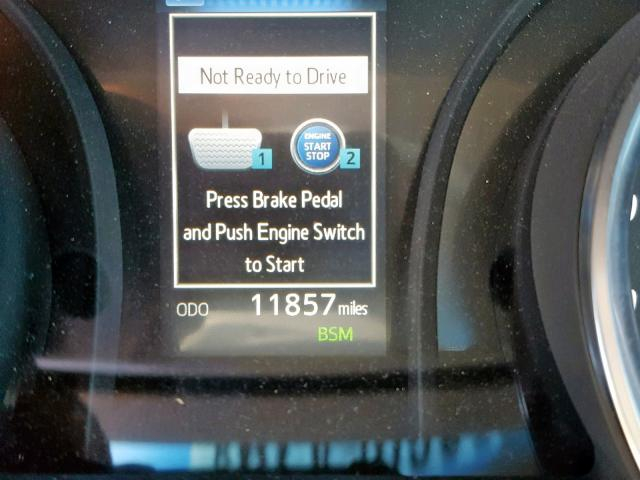 Not Ready to Drive
1
ENGINE
START
STOP
2
Press Brake Pedal
and Push Engine Switch
to Start
ODO 11857 miles
BSM